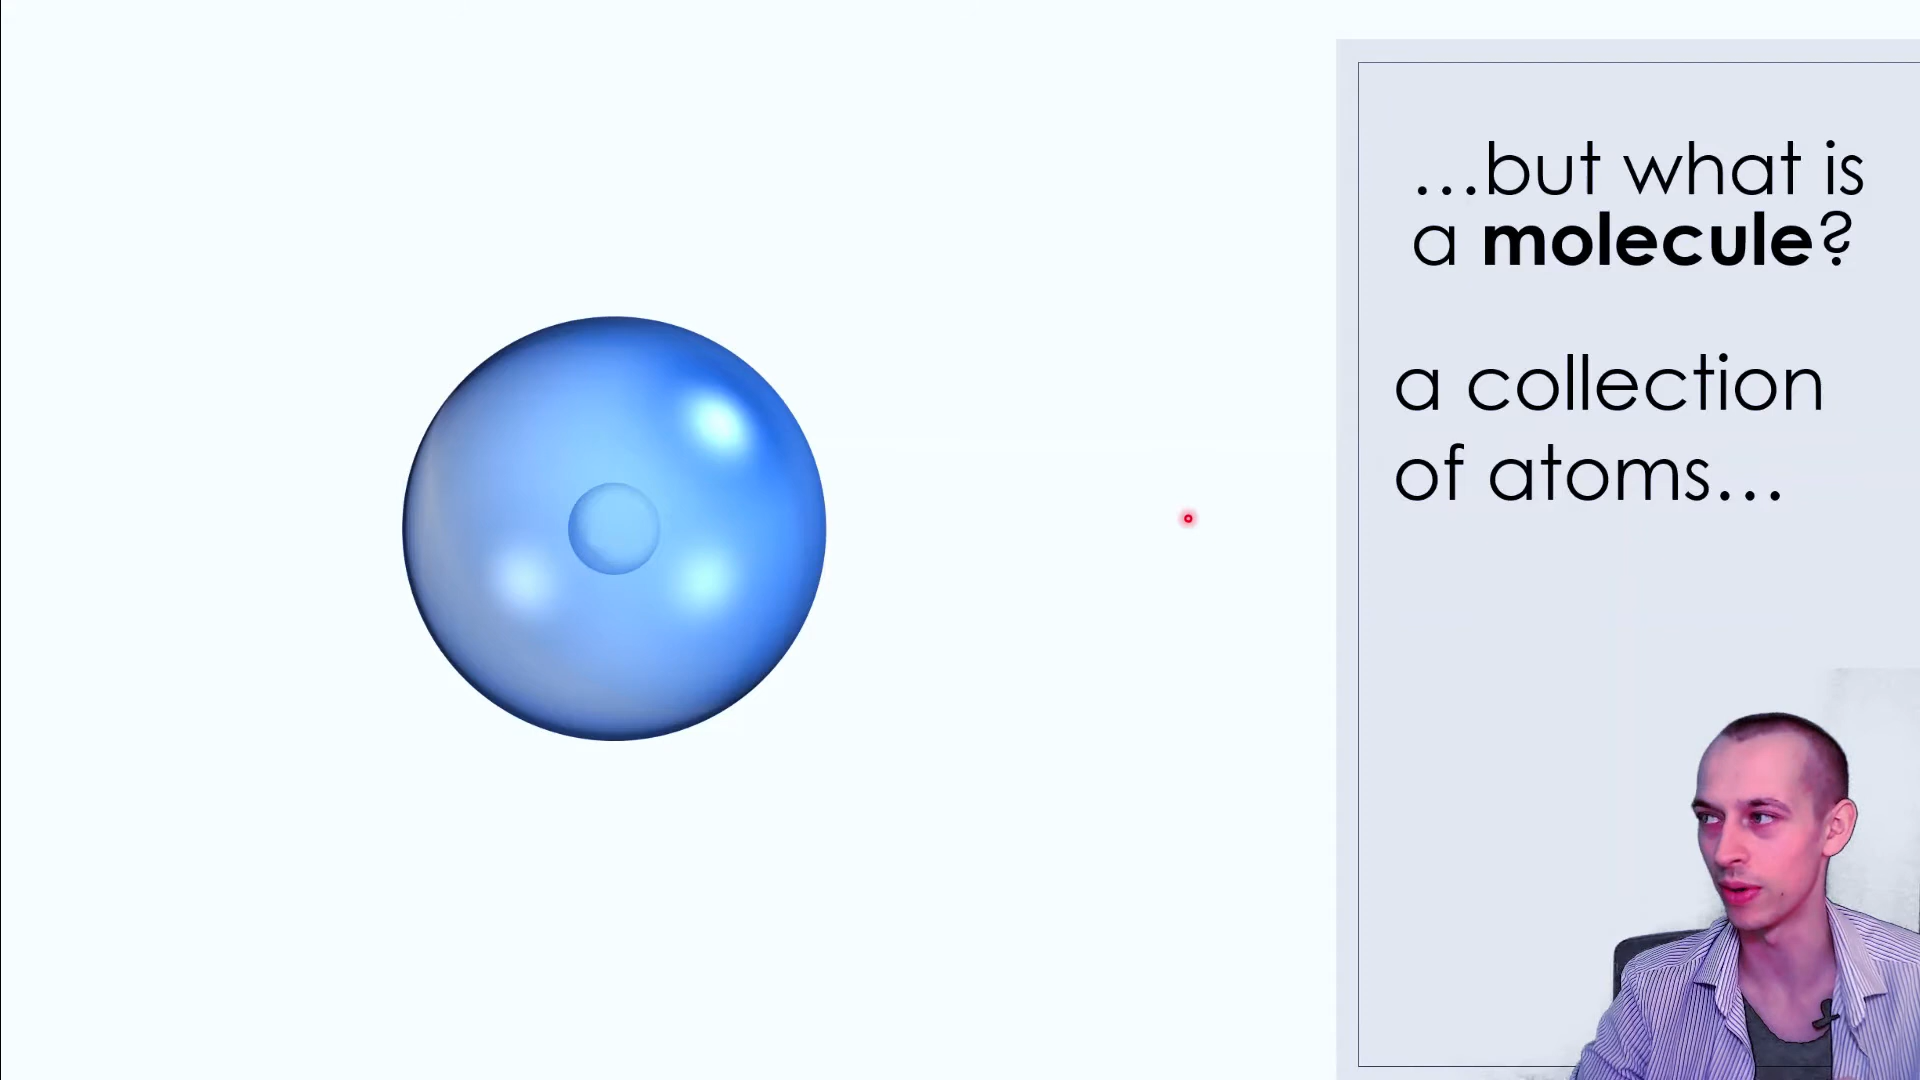 …but what is
a molecule?
a collection
of atoms…